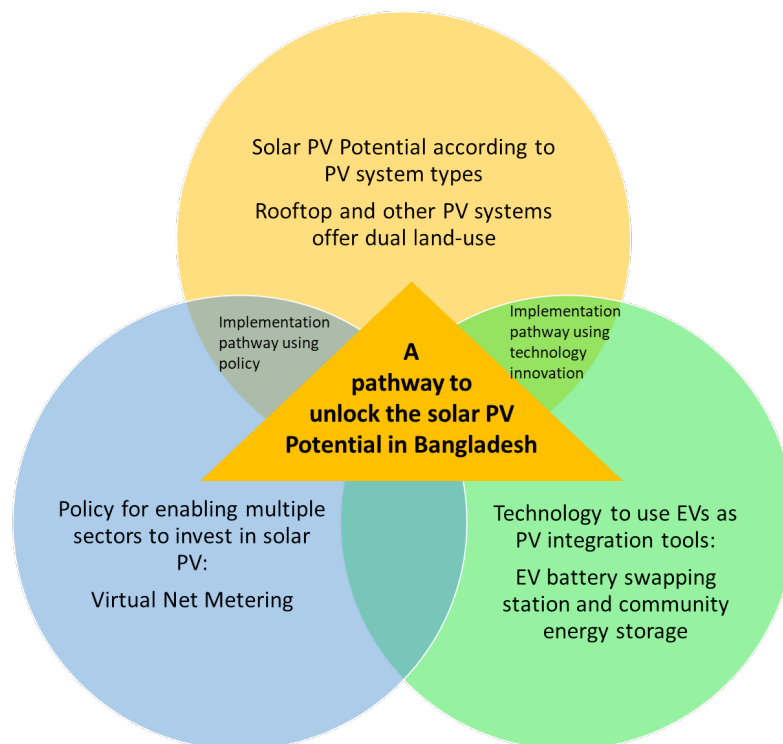 Solar PV Potential according to
PV system types
Rooftop and other PV systems
offer dual land-use
Implementation
pathway using
policy
Implementation
pathway using
technology
innovation
A
pathway to
unlock the solar PV
Potential in Bangladesh
Policy for enabling multiple
sectors to invest in solar
PV:
Virtual Net Metering
Technology to use EVs as
PV integration tools:
EV battery swapping
station and community
energy storage